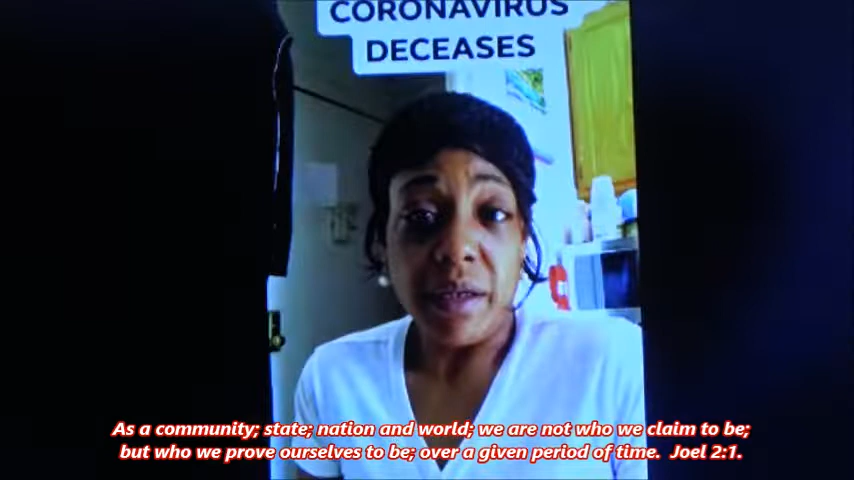 CORONAVIRUS
DECEASES
As a community; state; nation and world; we are not who we claim to be;
but who we prove ourselves to be; over a given period of time.  Joel 2:1.